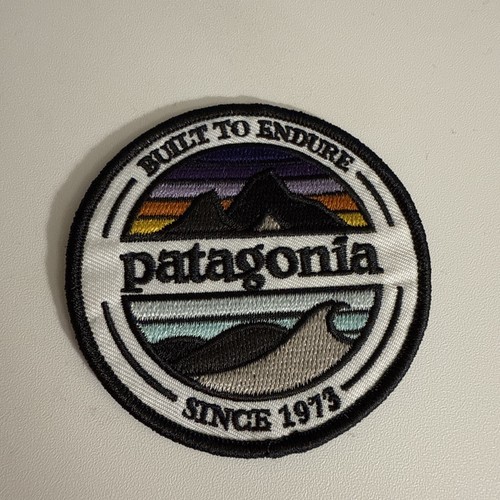 BUILT TO ENDURE
patagonia
SINCE 1973